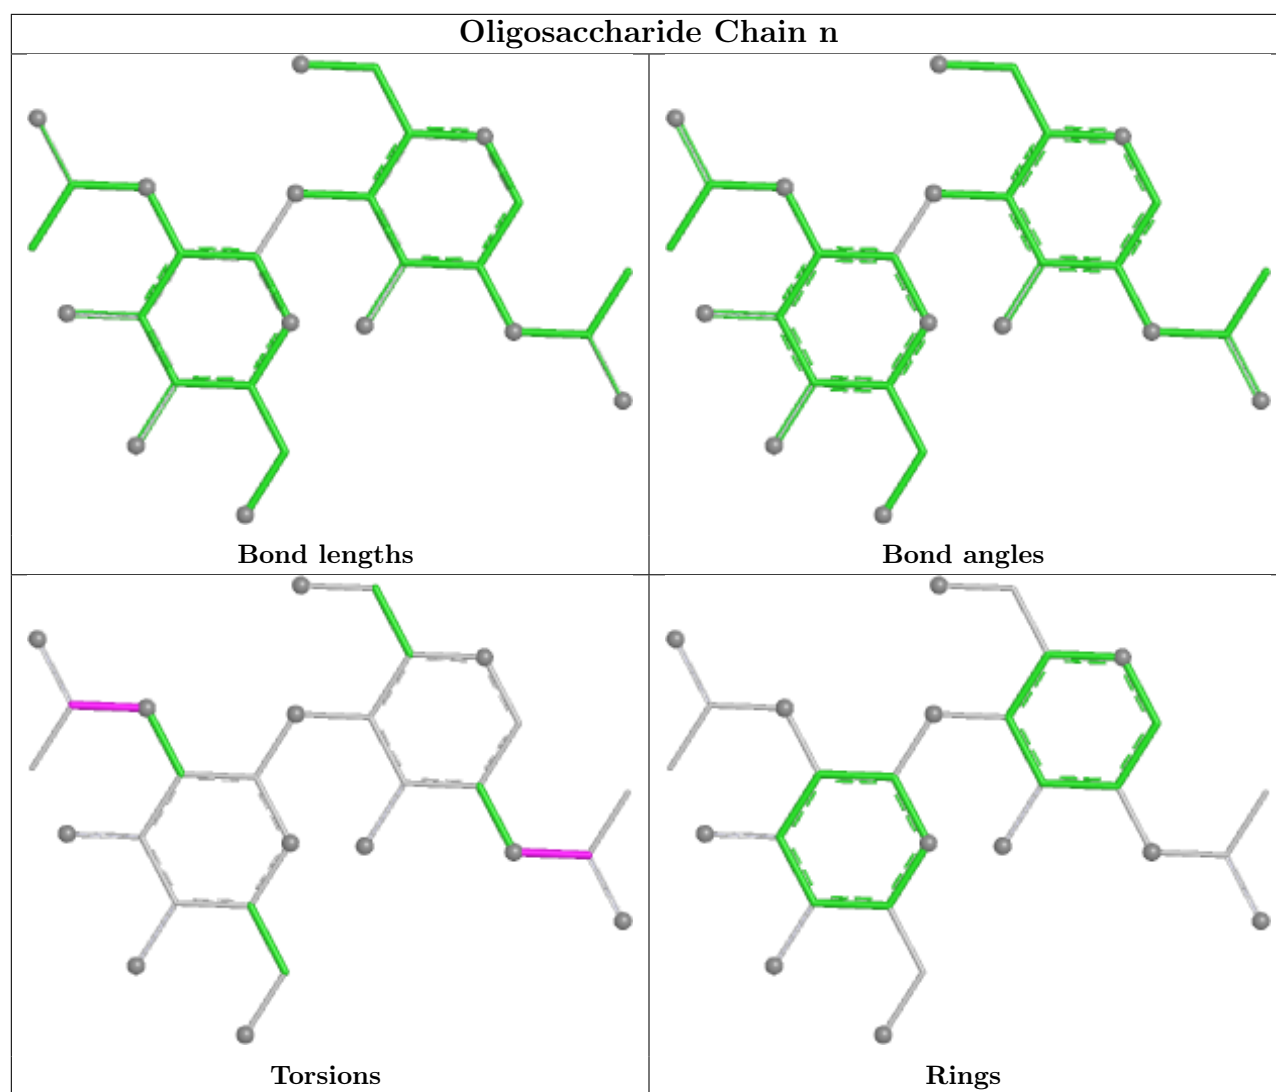 Oligosaccharide Chain n
Bond lengths
Bond angles
Torsions
Rings